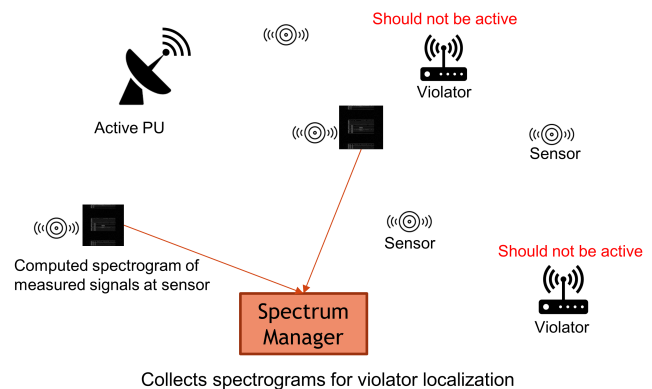 Should not be active
Violator
Active PU
Sensor
Sensor
Computed spectrogram of
measured signals at sensor
Should not be active
Violator
Spectrum
Manager
Collects spectrograms for violator localization